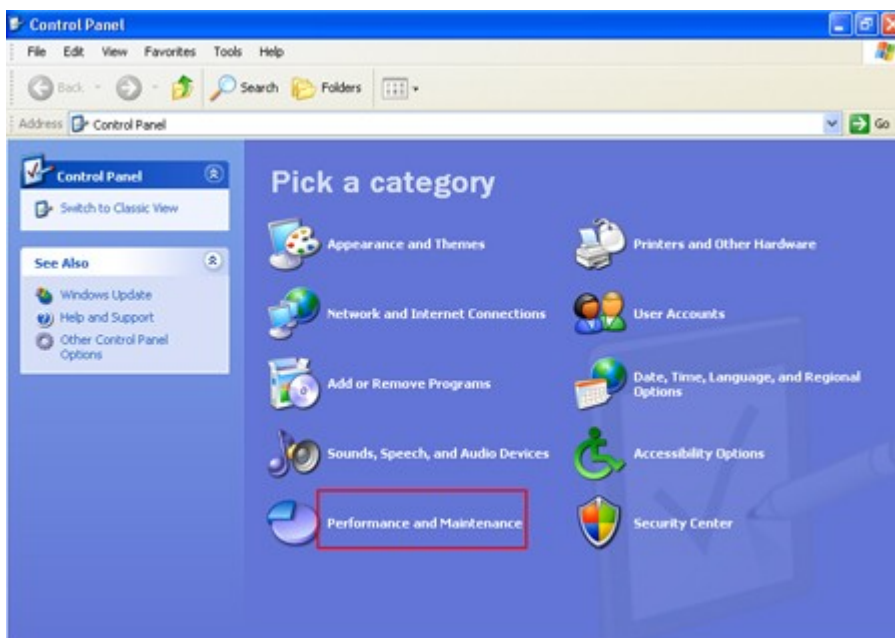 Control Panel
File Edit View Favorites Tools Help
Back Search Folders
Address Control Panel Go
Control Panel
Switch to Classic View
See Also
Windows Update
Help and Support
Other Control Panel
Options
Pick a category
Appearance and Themes
Printers and Other Hardware
Network and Internet Connections
User Accounts
Add or Remove Programs
Date, Time, Language, and Regional
Options
Sounds, Speech, and Audio Devices
Accessibility Options
Performance and Maintenance
Security Center